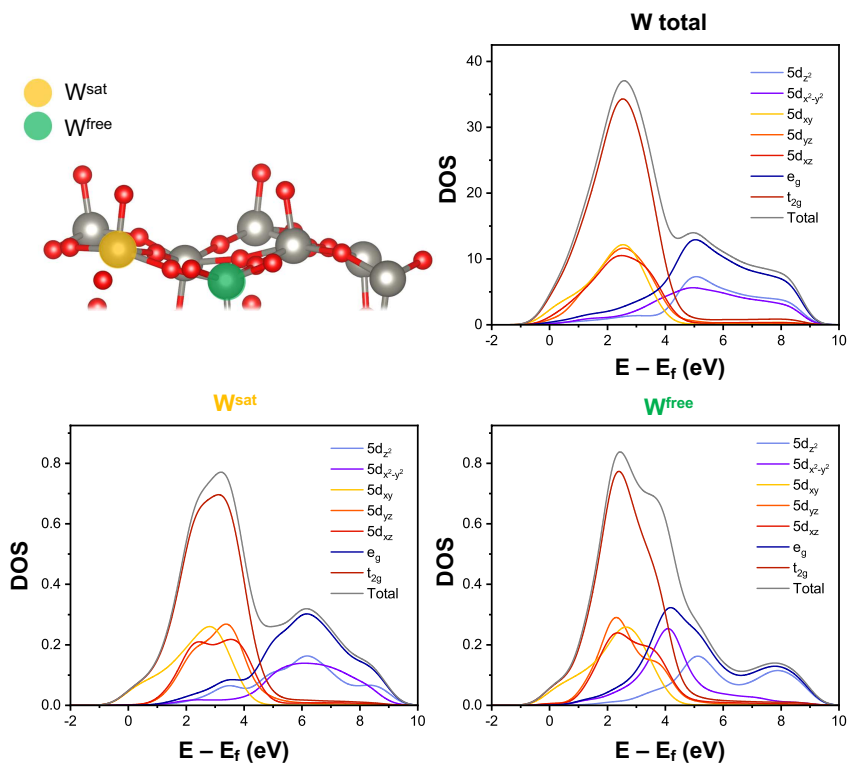 W total
Wˢᵃᵗ
Wᶠʳᵉᵉ
DOS
40
30
20
10
0
-2 0 2 4 6 8 10
E – E_f (eV)
5d_z²
5d_x²-y²
5d_xy
5d_yz
5d_xz
e_g
t_2g
Total
Wˢᵃᵗ
DOS
0.8
0.6
0.4
0.2
0.0
-2 0 2 4 6 8 10
E – E_f (eV)
5d_z²
5d_x²-y²
5d_xy
5d_yz
5d_xz
e_g
t_2g
Total
Wᶠʳᵉᵉ
DOS
0.8
0.6
0.4
0.2
0.0
-2 0 2 4 6 8 10
E – E_f (eV)
5d_z²
5d_x²-y²
5d_xy
5d_yz
5d_xz
e_g
t_2g
Total